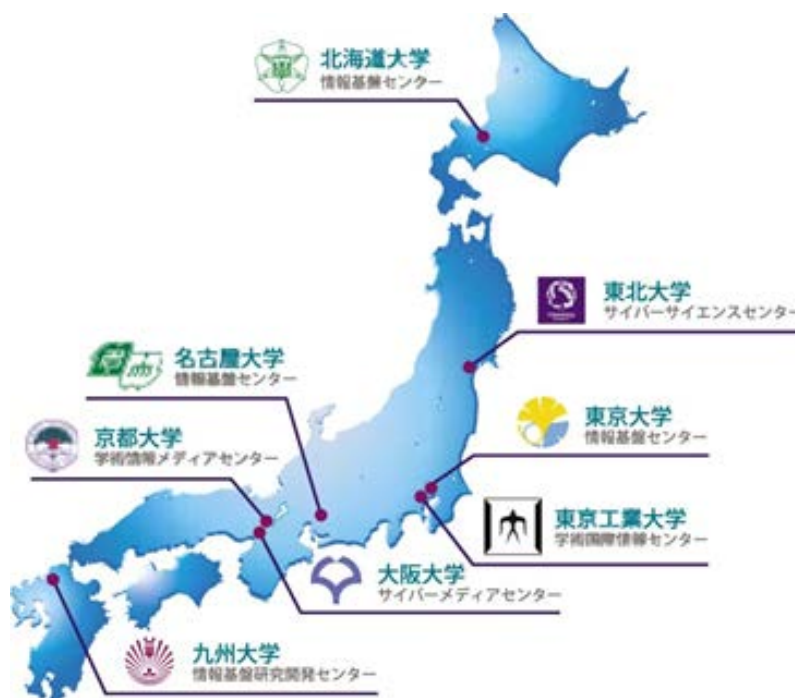 北海道大学
情報基盤センター
東北大学
サイバーサイエンスセンター
名古屋大学
情報基盤センター
東京大学
情報基盤センター
京都大学
学術情報メディアセンター
東京工業大学
学術国際情報センター
大阪大学
サイバーメディアセンター
九州大学
情報基盤研究開発センター